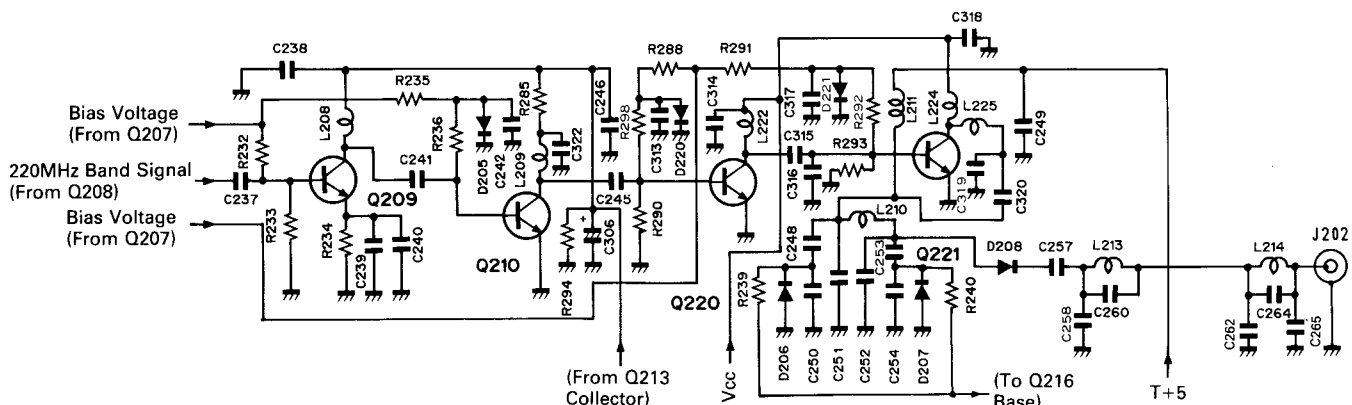 C318
C238
R288
R291
R235
R285
C246
C314
C317
D221
R292
L211
L224
L225
C249
Bias Voltage
(From Q207)
L208
R236
D205
C242
L209
C322
R298
C313
D220
L222
C315
R293
R232
C241
C316
C319
C320
220MHz Band Signal
(From Q208)
C237
Q209
C245
L210
Bias Voltage
(From Q207)
R233
R234
C239
C240
Q210
R294
+
C306
R290
Q220
C248
C253
Q221
D208
C257
L213
L214
J202
R239
R240
C258
C260
C262
C264
C265
D206
C250
C251
C252
C254
D207
(From Q213
Collector)
Vcc
(To Q216
Base)
T+5